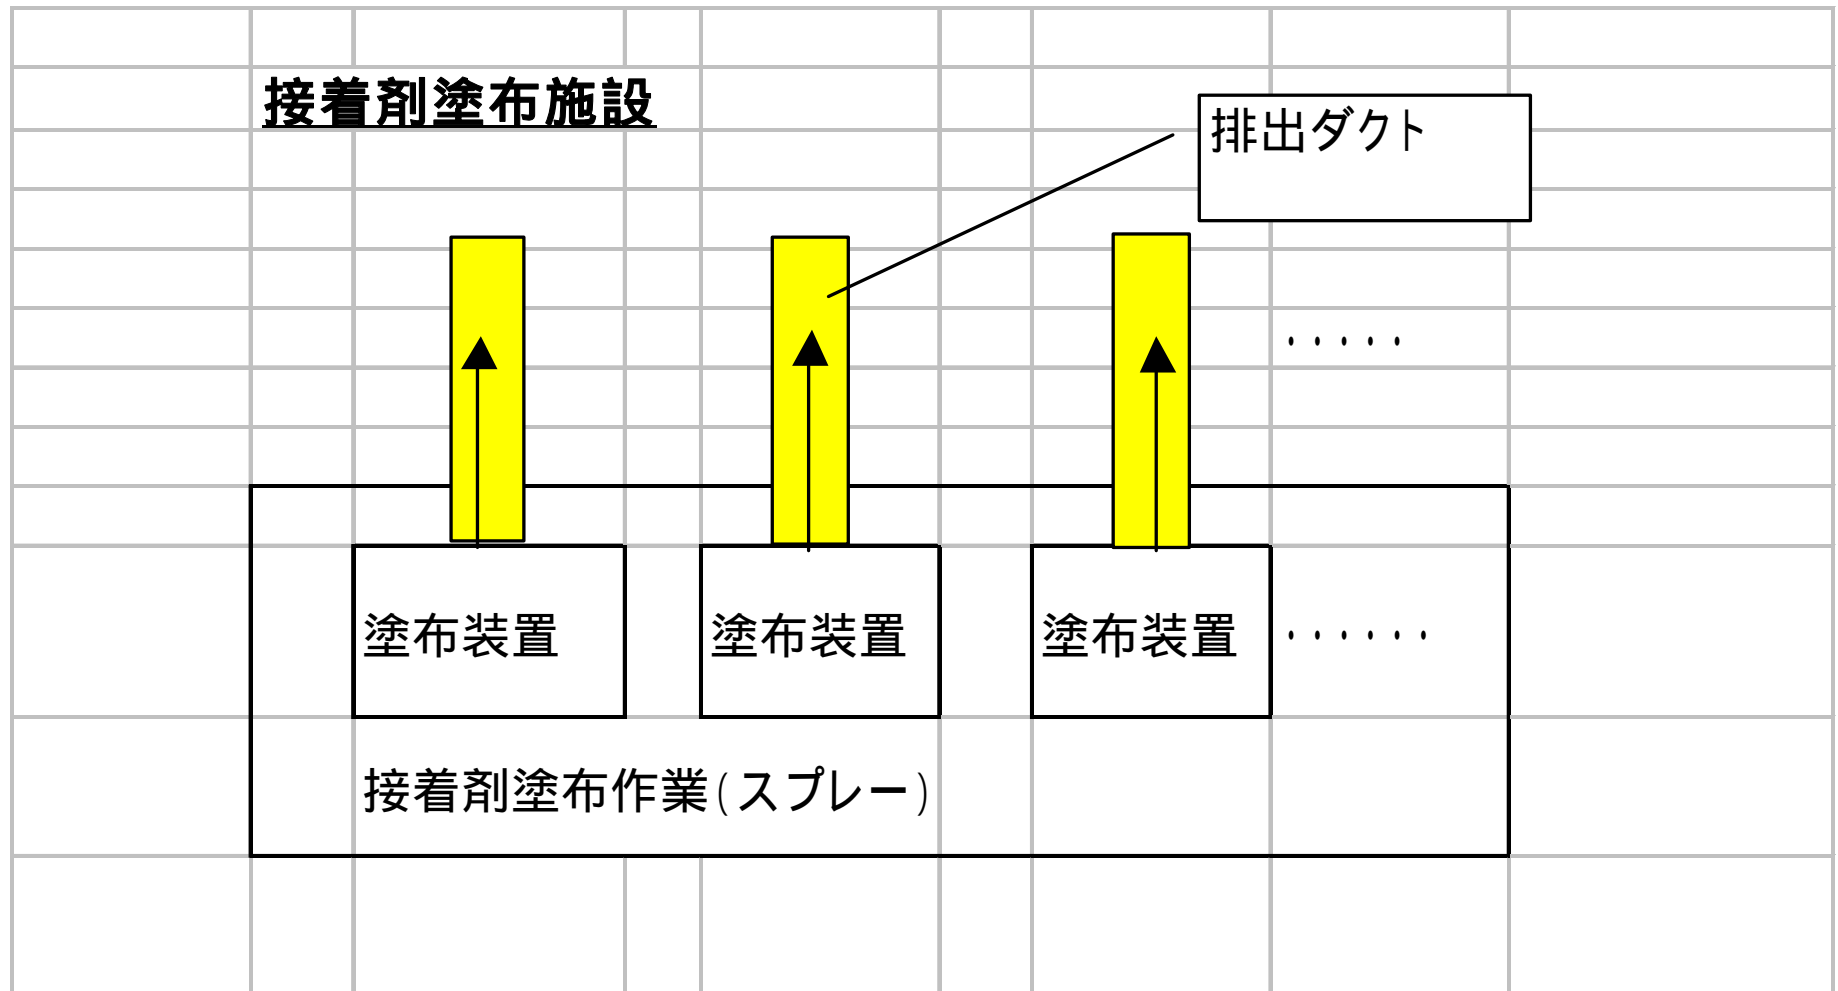 接着剤塗布施設
排出ダクト
・・・・・
塗布装置 塗布装置 塗布装置 ・・・・・・
接着剤塗布作業(スプレー)